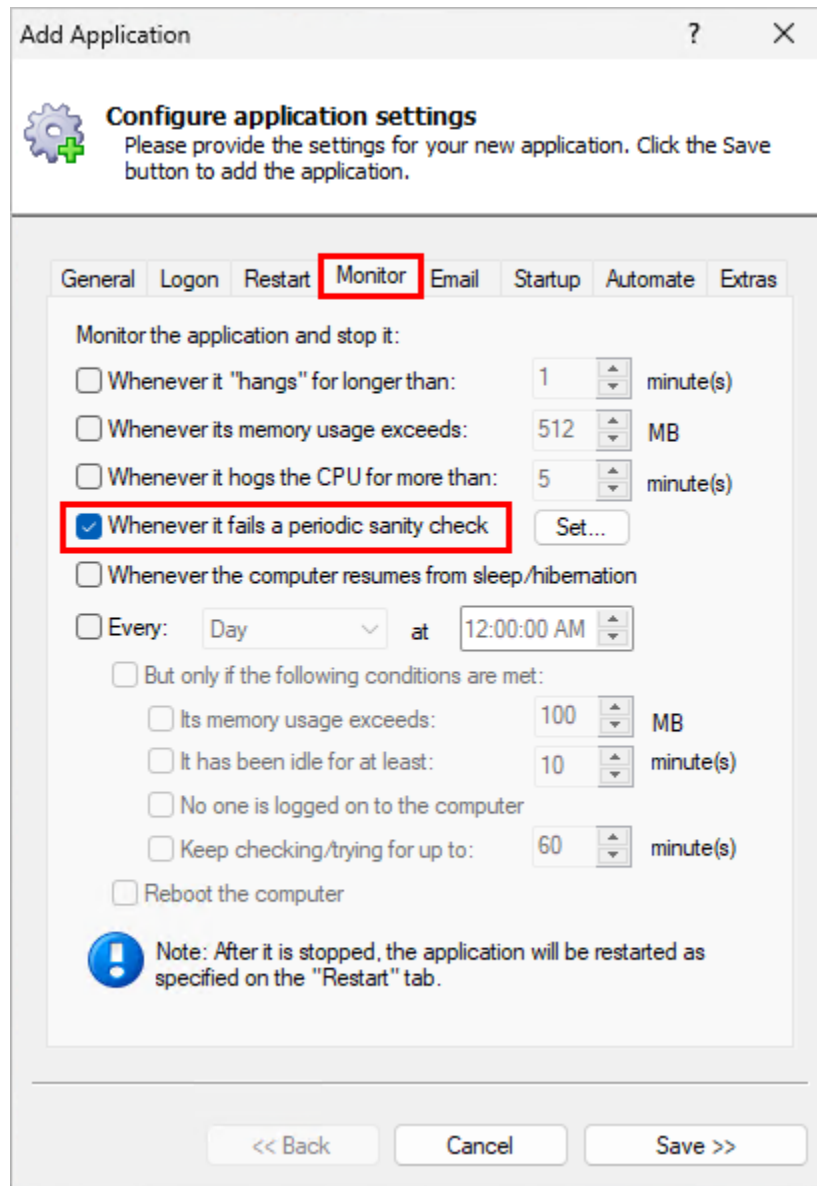 Add Application ?
Configure application settings
Please provide the settings for your new application. Click the Save
button to add the application.
General Logon Restart Monitor Email Startup Automate Extras
Monitor the application and stop it:
Whenever it "hangs" for longer than: 1 minute(s)
Whenever its memory usage exceeds: 512 MB
Whenever it hogs the CPU for more than: 5 minute(s)
Whenever it fails a periodic sanity check Set...
Whenever the computer resumes from sleep/hibernation
Every: Day at 12:00:00 AM
But only if the following conditions are met:
Its memory usage exceeds: 100 MB
It has been idle for at least: 10 minute(s)
No one is logged on to the computer
Keep checking/trying for up to: 60 minute(s)
Reboot the computer
Note: After it is stopped, the application will be restarted as
specified on the "Restart" tab.
<< Back Cancel Save >>